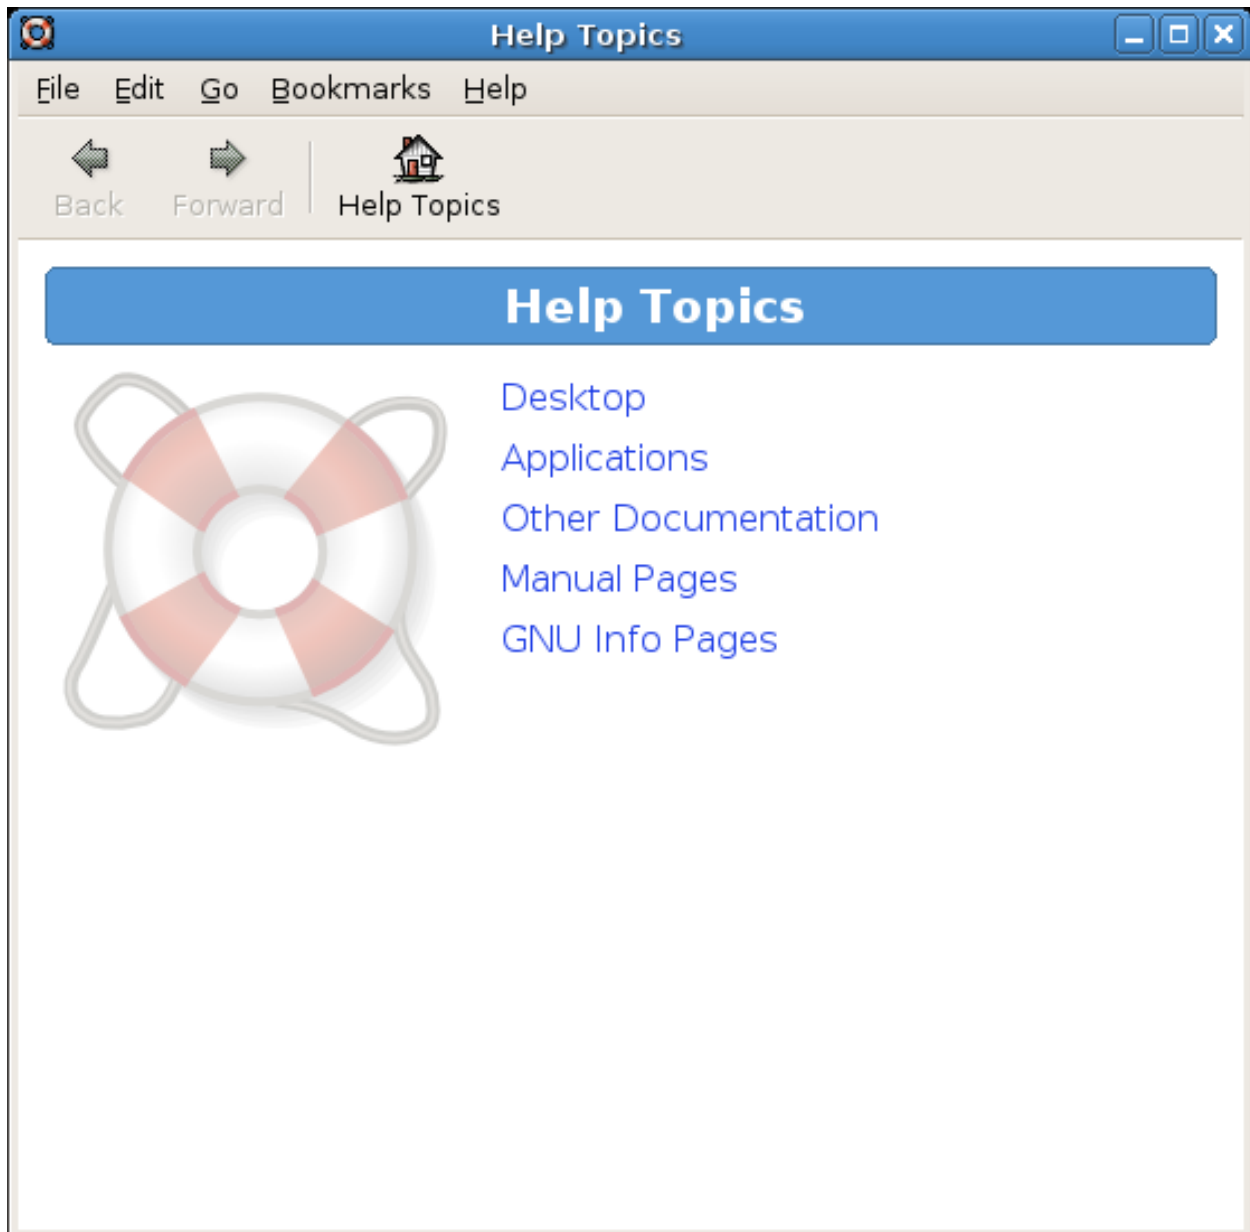 Help Topics
File Edit Go Bookmarks Help
Back Forward Help Topics
Help Topics
Desktop
Applications
Other Documentation
Manual Pages
GNU Info Pages